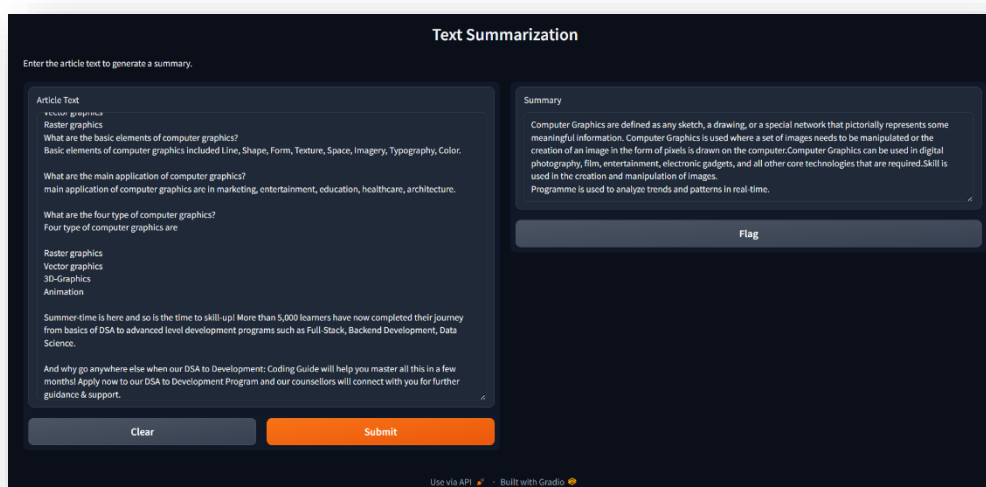 Text Summarization
Enter the article text to generate a summary.
Article Text
Vector graphics
Raster graphics
What are the basic elements of computer graphics?
Basic elements of computer graphics included Line, Shape, Form, Texture, Space, Imagery, Typography, Color.
What are the main application of computer graphics?
main application of computer graphics are in marketing, entertainment, education, healthcare, architecture.
What are the four type of computer graphics?
Four type of computer graphics are
Raster graphics
Vector graphics
3D-Graphics
Animation
Summer-time is here and so is the time to skill-up! More than 5,000 learners have now completed their journey
from basics of DSA to advanced level development programs such as Full-Stack, Backend Development, Data
Science.
And why go anywhere else when our DSA to Development: Coding Guide will help you master all this in a few
months! Apply now to our DSA to Development Program and our counsellors will connect with you for further
guidance & support.
Clear
Submit
Summary
Computer Graphics are defined as any sketch, a drawing, or a special network that pictorially represents some
meaningful information. Computer Graphics is used where a set of images needs to be manipulated or the
creation of an image in the form of pixels is drawn on the computer.Computer Graphics can be used in digital
photography, film, entertainment, electronic gadgets, and all other core technologies that are required.Skill is
used in the creation and manipulation of images.
Programme is used to analyze trends and patterns in real-time.
Flag
Use via API · Built with Gradio